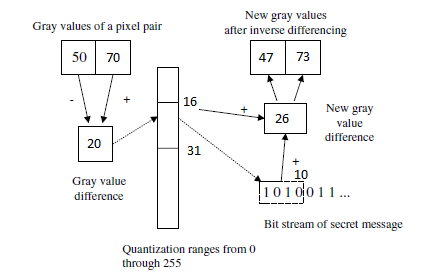 Gray values of a pixel pair
New gray values
after inverse differencing
50 70
47 73
- +
16
+
26
New gray
value
difference
20
31
+
10
Gray value
difference
1 0 1 0 0 1 1 ...
Bit stream of secret message
Quantization ranges from 0
through 255